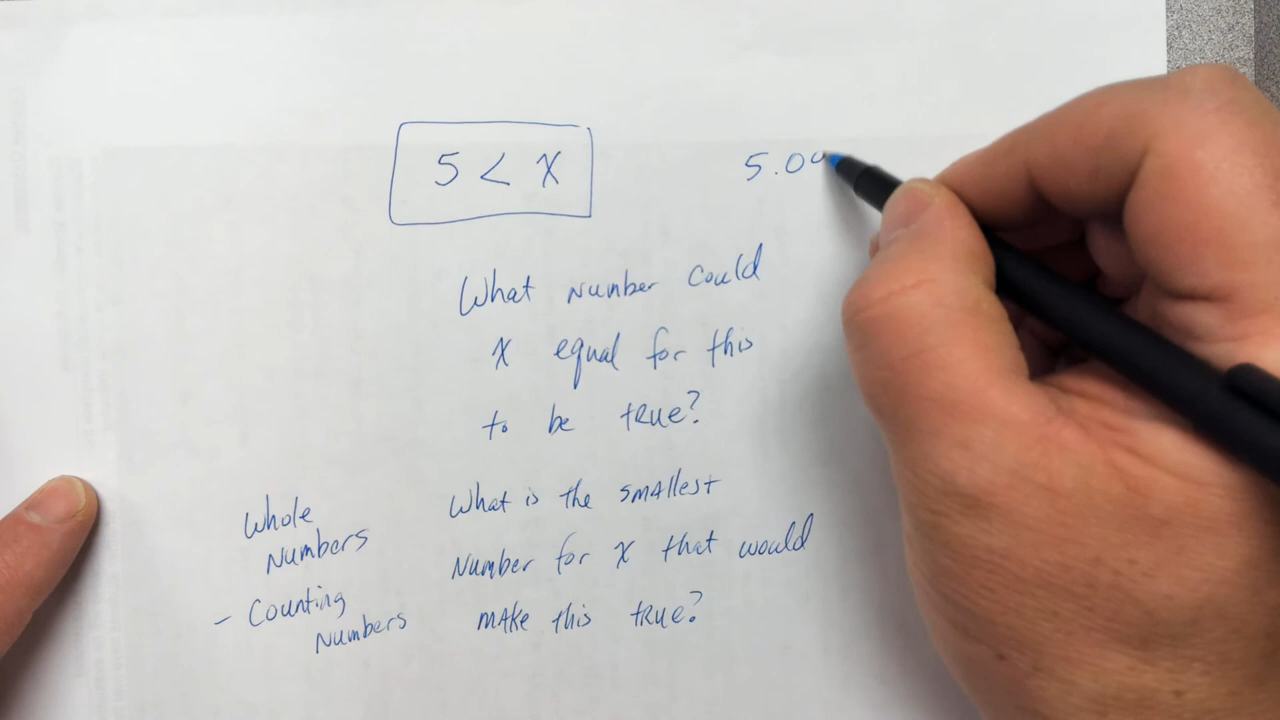 5 < x
5.00
What number could
x equal for this
to be true?
What is the smallest
number for x that would
make this true?
Whole
Numbers
- Counting
Numbers